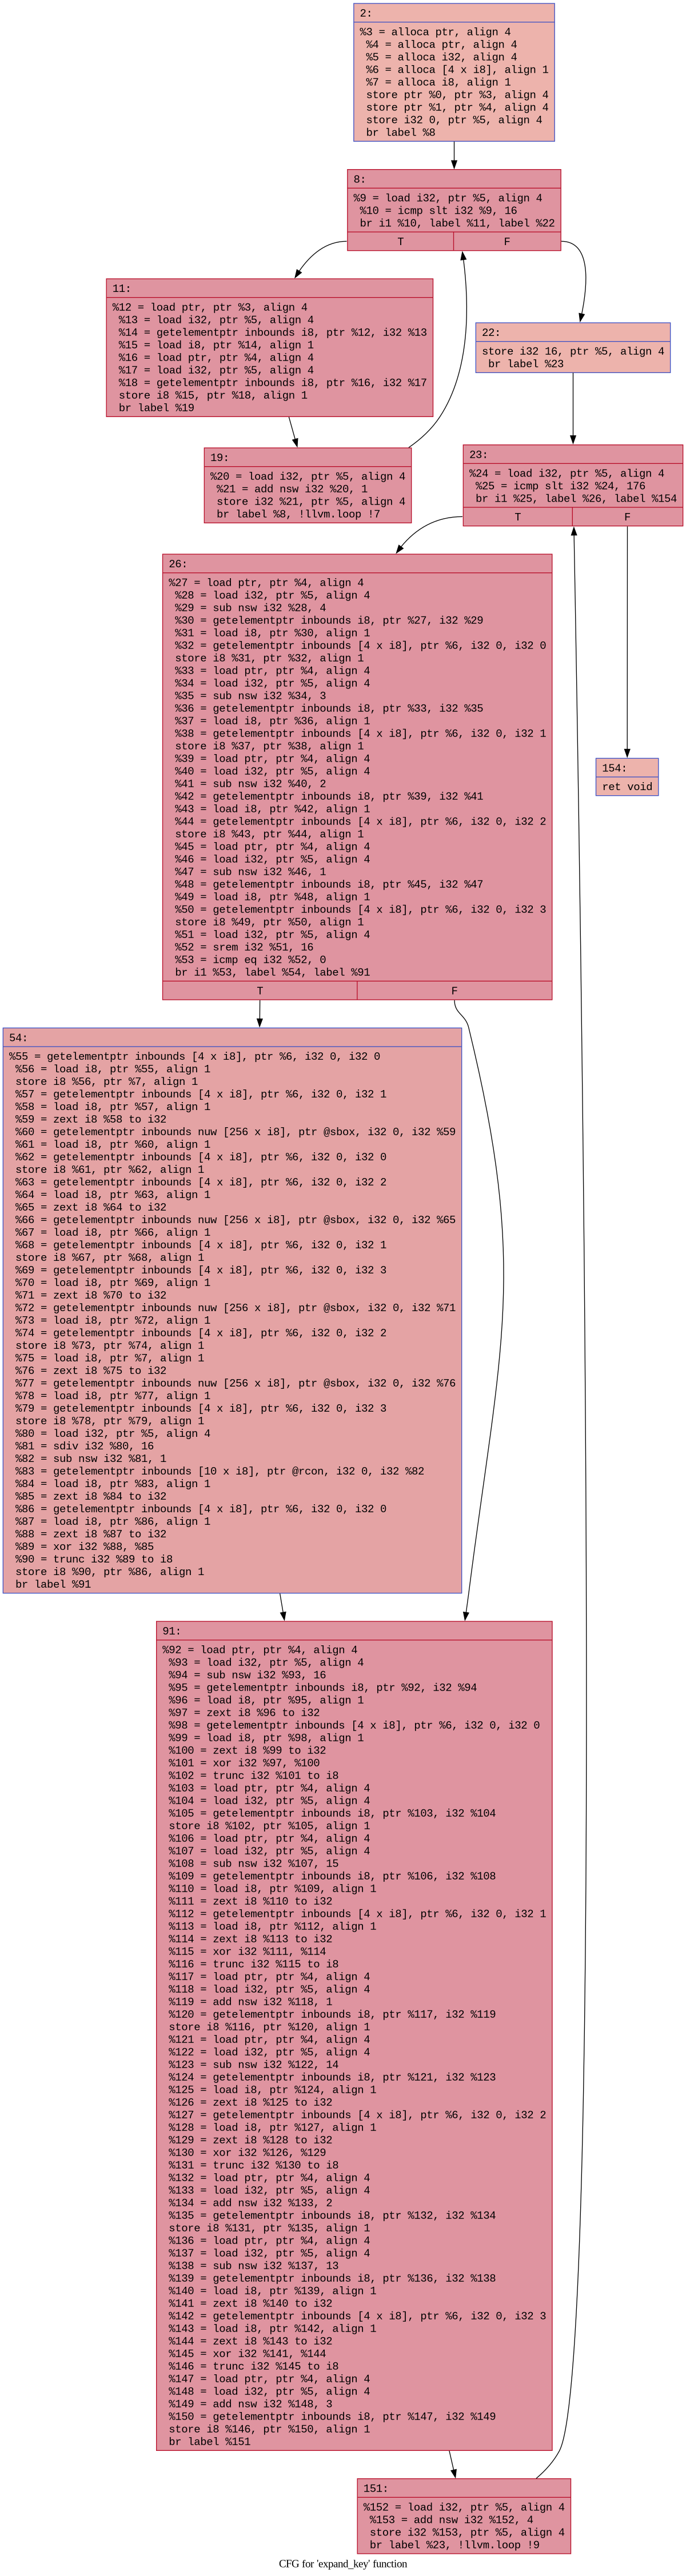 2:
%3 = alloca ptr, align 4
%4 = alloca ptr, align 4
%5 = alloca i32, align 4
%6 = alloca [4 x i8], align 1
%7 = alloca i8, align 1
store ptr %0, ptr %3, align 4
store ptr %1, ptr %4, align 4
store i32 0, ptr %5, align 4
br label %8
8:
%9 = load i32, ptr %5, align 4
%10 = icmp slt i32 %9, 16
br i1 %10, label %11, label %22
T F
11:
%12 = load ptr, ptr %3, align 4
%13 = load i32, ptr %5, align 4
%14 = getelementptr inbounds i8, ptr %12, i32 %13
%15 = load i8, ptr %14, align 1
%16 = load ptr, ptr %4, align 4
%17 = load i32, ptr %5, align 4
%18 = getelementptr inbounds i8, ptr %16, i32 %17
store i8 %15, ptr %18, align 1
br label %19
22:
store i32 16, ptr %5, align 4
br label %23
19:
%20 = load i32, ptr %5, align 4
%21 = add nsw i32 %20, 1
store i32 %21, ptr %5, align 4
br label %8, !llvm.loop !7
23:
%24 = load i32, ptr %5, align 4
%25 = icmp slt i32 %24, 176
br i1 %25, label %26, label %154
T F
26:
%27 = load ptr, ptr %4, align 4
%28 = load i32, ptr %5, align 4
%29 = sub nsw i32 %28, 4
%30 = getelementptr inbounds i8, ptr %27, i32 %29
%31 = load i8, ptr %30, align 1
%32 = getelementptr inbounds [4 x i8], ptr %6, i32 0, i32 0
store i8 %31, ptr %32, align 1
%33 = load ptr, ptr %4, align 4
%34 = load i32, ptr %5, align 4
%35 = sub nsw i32 %34, 3
%36 = getelementptr inbounds i8, ptr %33, i32 %35
%37 = load i8, ptr %36, align 1
%38 = getelementptr inbounds [4 x i8], ptr %6, i32 0, i32 1
store i8 %37, ptr %38, align 1
%39 = load ptr, ptr %4, align 4
%40 = load i32, ptr %5, align 4
%41 = sub nsw i32 %40, 2
%42 = getelementptr inbounds i8, ptr %39, i32 %41
%43 = load i8, ptr %42, align 1
%44 = getelementptr inbounds [4 x i8], ptr %6, i32 0, i32 2
store i8 %43, ptr %44, align 1
%45 = load ptr, ptr %4, align 4
%46 = load i32, ptr %5, align 4
%47 = sub nsw i32 %46, 1
%48 = getelementptr inbounds i8, ptr %45, i32 %47
%49 = load i8, ptr %48, align 1
%50 = getelementptr inbounds [4 x i8], ptr %6, i32 0, i32 3
store i8 %49, ptr %50, align 1
%51 = load i32, ptr %5, align 4
%52 = srem i32 %51, 16
%53 = icmp eq i32 %52, 0
br i1 %53, label %54, label %91
T F
154:
ret void
54:
%55 = getelementptr inbounds [4 x i8], ptr %6, i32 0, i32 0
%56 = load i8, ptr %55, align 1
store i8 %56, ptr %7, align 1
%57 = getelementptr inbounds [4 x i8], ptr %6, i32 0, i32 1
%58 = load i8, ptr %57, align 1
%59 = zext i8 %58 to i32
%60 = getelementptr inbounds nuw [256 x i8], ptr @sbox, i32 0, i32 %59
%61 = load i8, ptr %60, align 1
%62 = getelementptr inbounds [4 x i8], ptr %6, i32 0, i32 0
store i8 %61, ptr %62, align 1
%63 = getelementptr inbounds [4 x i8], ptr %6, i32 0, i32 2
%64 = load i8, ptr %63, align 1
%65 = zext i8 %64 to i32
%66 = getelementptr inbounds nuw [256 x i8], ptr @sbox, i32 0, i32 %65
%67 = load i8, ptr %66, align 1
%68 = getelementptr inbounds [4 x i8], ptr %6, i32 0, i32 1
store i8 %67, ptr %68, align 1
%69 = getelementptr inbounds [4 x i8], ptr %6, i32 0, i32 3
%70 = load i8, ptr %69, align 1
%71 = zext i8 %70 to i32
%72 = getelementptr inbounds nuw [256 x i8], ptr @sbox, i32 0, i32 %71
%73 = load i8, ptr %72, align 1
%74 = getelementptr inbounds [4 x i8], ptr %6, i32 0, i32 2
store i8 %73, ptr %74, align 1
%75 = load i8, ptr %7, align 1
%76 = zext i8 %75 to i32
%77 = getelementptr inbounds nuw [256 x i8], ptr @sbox, i32 0, i32 %76
%78 = load i8, ptr %77, align 1
%79 = getelementptr inbounds [4 x i8], ptr %6, i32 0, i32 3
store i8 %78, ptr %79, align 1
%80 = load i32, ptr %5, align 4
%81 = sdiv i32 %80, 16
%82 = sub nsw i32 %81, 1
%83 = getelementptr inbounds [10 x i8], ptr @rcon, i32 0, i32 %82
%84 = load i8, ptr %83, align 1
%85 = zext i8 %84 to i32
%86 = getelementptr inbounds [4 x i8], ptr %6, i32 0, i32 0
%87 = load i8, ptr %86, align 1
%88 = zext i8 %87 to i32
%89 = xor i32 %88, %85
%90 = trunc i32 %89 to i8
store i8 %90, ptr %86, align 1
br label %91
91:
%92 = load ptr, ptr %4, align 4
%93 = load i32, ptr %5, align 4
%94 = sub nsw i32 %93, 16
%95 = getelementptr inbounds i8, ptr %92, i32 %94
%96 = load i8, ptr %95, align 1
%97 = zext i8 %96 to i32
%98 = getelementptr inbounds [4 x i8], ptr %6, i32 0, i32 0
%99 = load i8, ptr %98, align 1
%100 = zext i8 %99 to i32
%101 = xor i32 %97, %100
%102 = trunc i32 %101 to i8
%103 = load ptr, ptr %4, align 4
%104 = load i32, ptr %5, align 4
%105 = getelementptr inbounds i8, ptr %103, i32 %104
store i8 %102, ptr %105, align 1
%106 = load ptr, ptr %4, align 4
%107 = load i32, ptr %5, align 4
%108 = sub nsw i32 %107, 15
%109 = getelementptr inbounds i8, ptr %106, i32 %108
%110 = load i8, ptr %109, align 1
%111 = zext i8 %110 to i32
%112 = getelementptr inbounds [4 x i8], ptr %6, i32 0, i32 1
%113 = load i8, ptr %112, align 1
%114 = zext i8 %113 to i32
%115 = xor i32 %111, %114
%116 = trunc i32 %115 to i8
%117 = load ptr, ptr %4, align 4
%118 = load i32, ptr %5, align 4
%119 = add nsw i32 %118, 1
%120 = getelementptr inbounds i8, ptr %117, i32 %119
store i8 %116, ptr %120, align 1
%121 = load ptr, ptr %4, align 4
%122 = load i32, ptr %5, align 4
%123 = sub nsw i32 %122, 14
%124 = getelementptr inbounds i8, ptr %121, i32 %123
%125 = load i8, ptr %124, align 1
%126 = zext i8 %125 to i32
%127 = getelementptr inbounds [4 x i8], ptr %6, i32 0, i32 2
%128 = load i8, ptr %127, align 1
%129 = zext i8 %128 to i32
%130 = xor i32 %126, %129
%131 = trunc i32 %130 to i8
%132 = load ptr, ptr %4, align 4
%133 = load i32, ptr %5, align 4
%134 = add nsw i32 %133, 2
%135 = getelementptr inbounds i8, ptr %132, i32 %134
store i8 %131, ptr %135, align 1
%136 = load ptr, ptr %4, align 4
%137 = load i32, ptr %5, align 4
%138 = sub nsw i32 %137, 13
%139 = getelementptr inbounds i8, ptr %136, i32 %138
%140 = load i8, ptr %139, align 1
%141 = zext i8 %140 to i32
%142 = getelementptr inbounds [4 x i8], ptr %6, i32 0, i32 3
%143 = load i8, ptr %142, align 1
%144 = zext i8 %143 to i32
%145 = xor i32 %141, %144
%146 = trunc i32 %145 to i8
%147 = load ptr, ptr %4, align 4
%148 = load i32, ptr %5, align 4
%149 = add nsw i32 %148, 3
%150 = getelementptr inbounds i8, ptr %147, i32 %149
store i8 %146, ptr %150, align 1
br label %151
151:
%152 = load i32, ptr %5, align 4
%153 = add nsw i32 %152, 4
store i32 %153, ptr %5, align 4
br label %23, !llvm.loop !9
CFG for 'expand_key' function